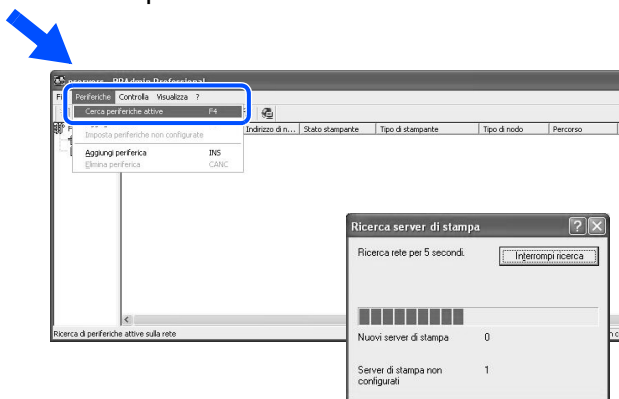 BRAdmin Professional
Periferiche Controlla Visualizza ?
Cerca periferiche attive F4
Imposta periferiche non configurate
Indirizzo di n... Stato stampante Tipo di stampante Tipo di nodo Percorso
Aggiungi periferica INS
Elimina periferica CANC
Ricerca server di stampa
Ricerca rete per 5 secondi.
Interrompi ricerca
Nuovi server di stampa 0
Server di stampa non
configurati 1
Ricerca di periferiche attive sulla rete